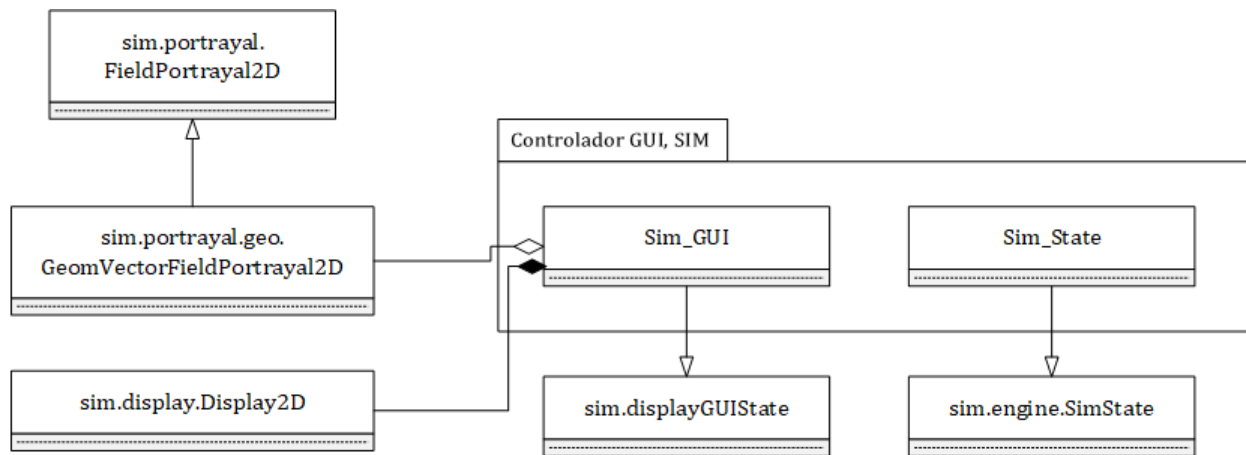 sim.portrayal.
FieldPortrayal2D
Controlador GUI, SIM
sim.portrayal.geo.
GeomVectorFieldPortrayal2D
Sim_GUI
Sim_State
sim.display.Display2D
sim.displayGUIState
sim.engine.SimState